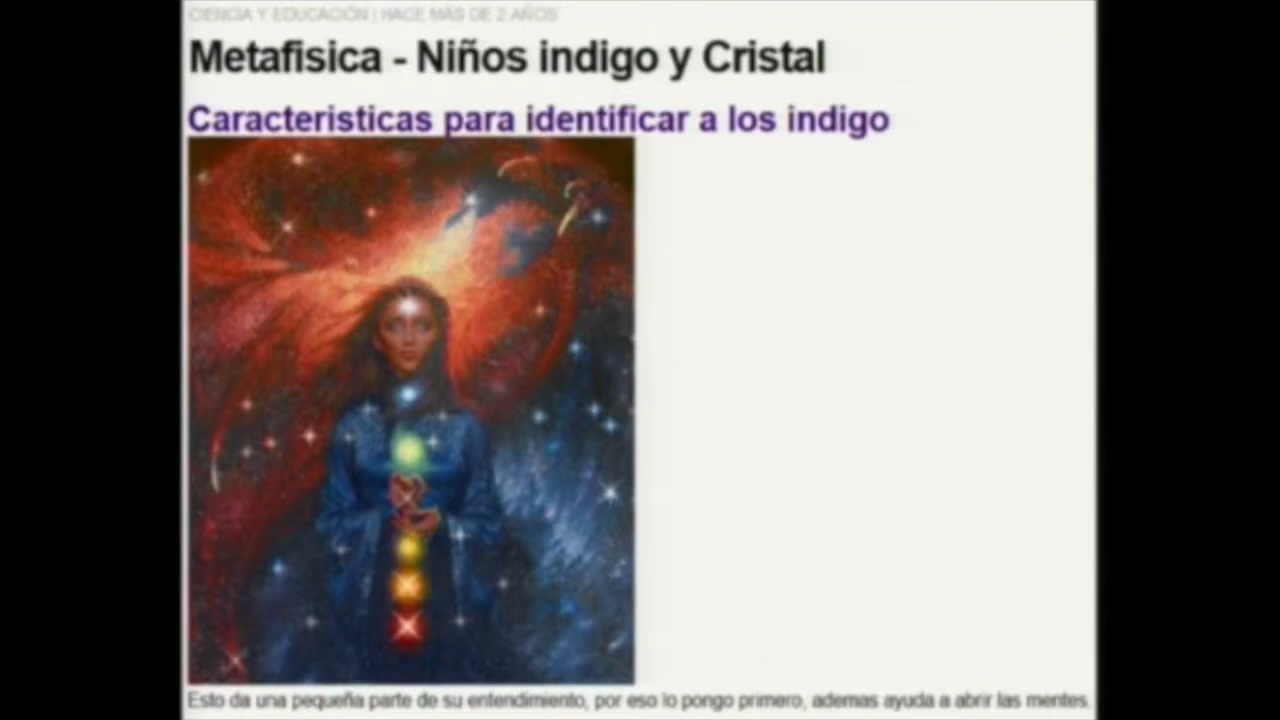 CIENCIA Y EDUCACIÓN | HACE MÁS DE 2 AÑOS
Metafisica - Niños indigo y Cristal
Caracteristicas para identificar a los indigo
Esto da una pequeña parte de su entendimiento, por eso lo pongo primero, ademas ayuda a abrir las mentes.